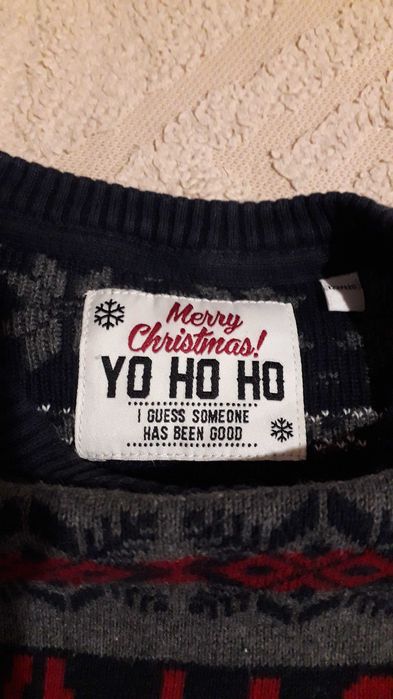 Merry
Christmas!
YO HO HO
I GUESS SOMEONE
HAS BEEN GOOD